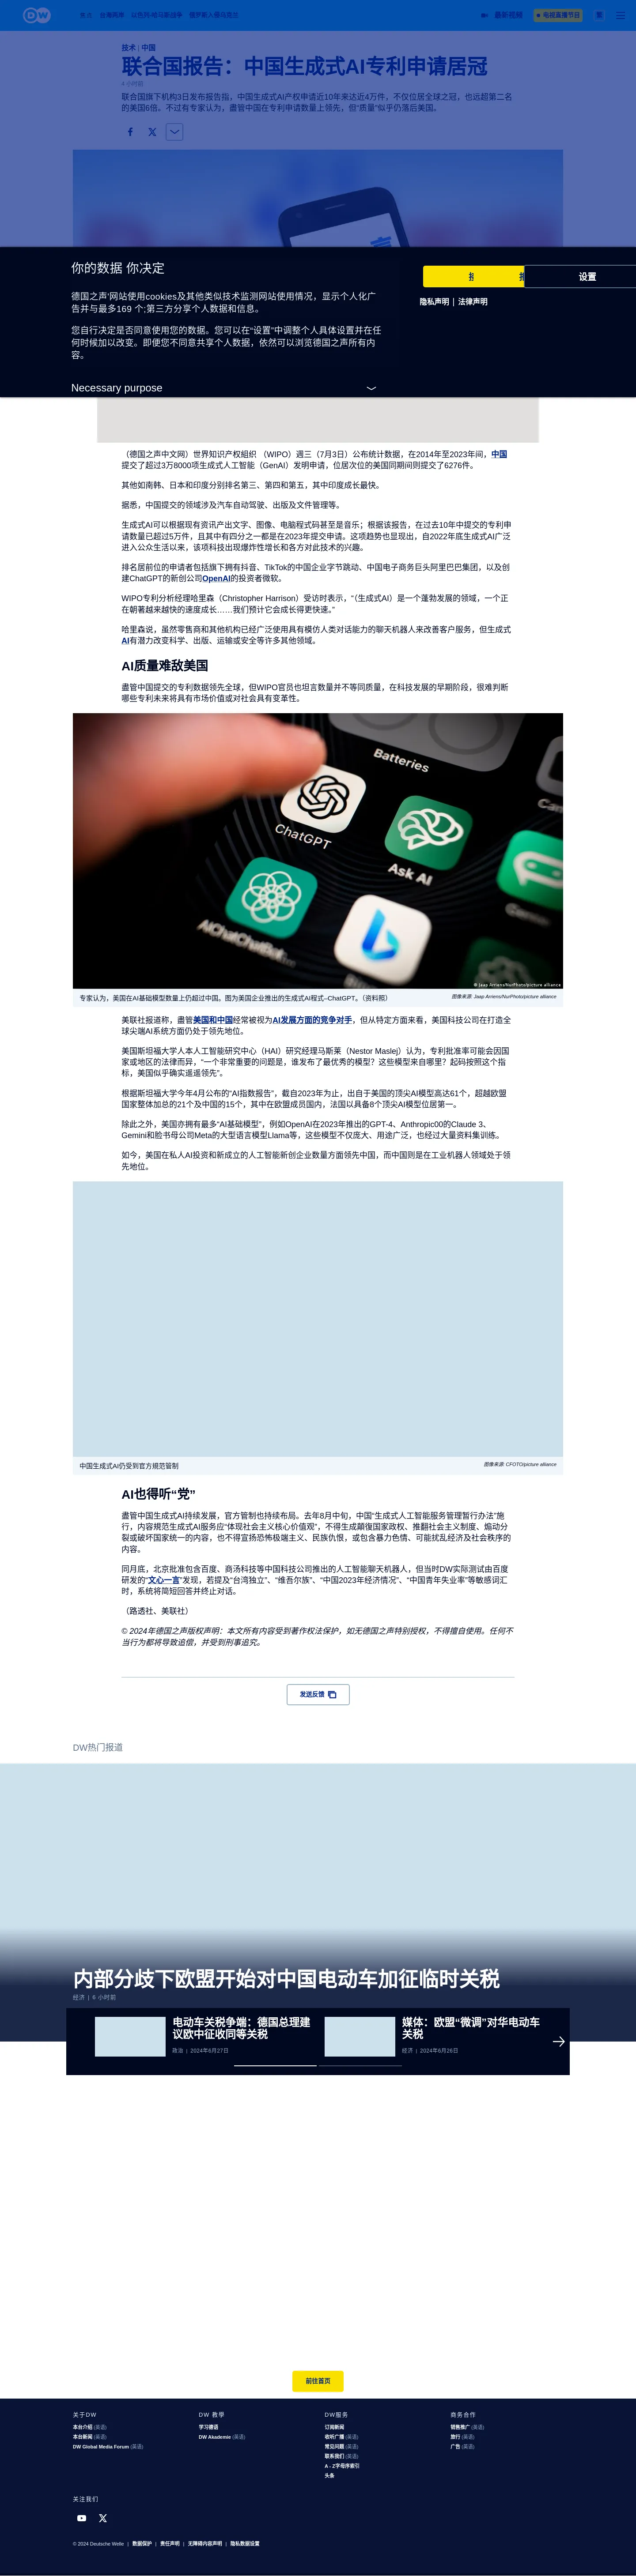 DW
最新视频
电视直播节目
技术 | 中国
联合国报告：中国生成式AI专利申请居冠
4 小时前
联合国旗下机构3日发布报告指，中国生成式AI产权申请近10年来达近4万件，不仅位居全球之冠，也远超第二名
的美国6倍。不过有专家认为，盡管中国在专利申请数量上领先，但“质量”似乎仍落后美国。
你的数据 你决定
德国之声'网站使用cookies及其他类似技术监测网站使用情况，显示个人化广
告与最多169 个;第三方分享个人数据和信息。
您自行决定是否同意使用您的数据。您可以在“设置”中调整个人具体设置并在任
何时候加以改变。即便您不同意共享个人数据，依然可以浏览德国之声所有内
容。
Necessary purpose
设置
隐私声明 | 法律声明
（德国之声中文网）世界知识产权组织 （WIPO）週三（7月3日）公布统计数据，在2014年至2023年间，中国
提交了超过3万8000项生成式人工智能（GenAI）发明申请，位居次位的美国同期间则提交了6276件。
其他如南韩、日本和印度分别排名第三、第四和第五，其中印度成长最快。
据悉，中国提交的领域涉及汽车自动驾驶、出版及文件管理等。
生成式AI可以根据现有资讯产出文字、图像、电脑程式码甚至是音乐；根据该报告，在过去10年中提交的专利申
请数量已超过5万件，且其中有四分之一都是在2023年提交申请。这项趋势也显现出，自2022年底生成式AI广泛
进入公众生活以来，该项科技出现爆炸性增长和各方对此技术的兴趣。
排名居前位的申请者包括旗下拥有抖音、TikTok的中国企业字节跳动、中国电子商务巨头阿里巴巴集团，以及创
建ChatGPT的新创公司OpenAI的投资者微软。
WIPO专利分析经理哈里森（Christopher Harrison）受访时表示，“（生成式AI）是一个蓬勃发展的领域，一个正
在朝著越来越快的速度成长……我们预计它会成长得更快速。”
哈里森说，虽然零售商和其他机构已经广泛使用具有模仿人类对话能力的聊天机器人来改善客户服务，但生成式
AI有潜力改变科学、出版、运输或安全等许多其他领域。
AI质量难敌美国
盡管中国提交的专利数据领先全球，但WIPO官员也坦言数量并不等同质量，在科技发展的早期阶段，很难判断
哪些专利未来将具有市场价值或对社会具有变革性。
Batteries
ChatGPT
Ask AI
AIChatChatBot
© Jaap Arriens/NurPhoto/picture alliance
专家认为，美国在AI基础模型数量上仍超过中国。图为美国企业推出的生成式AI程式–ChatGPT。（资料照）
图像来源: Jaap Arriens/NurPhoto/picture alliance
美联社报道称，盡管美国和中国经常被视为AI发展方面的竞争对手，但从特定方面来看，美国科技公司在打造全
球尖端AI系统方面仍处于领先地位。
美国斯坦福大学人本人工智能研究中心（HAI）研究经理马斯莱（Nestor Maslej）认为，专利批准率可能会因国
家或地区的法律而异，“一个非常重要的问题是，谁发布了最优秀的模型？这些模型来自哪里？起码按照这个指
标，美国似乎确实遥遥领先”。
根据斯坦福大学今年4月公布的“AI指数报告”，截自2023年为止，出自于美国的顶尖AI模型高达61个，超越欧盟
国家整体加总的21个及中国的15个，其中在欧盟成员国内，法国以具备8个顶尖AI模型位居第一。
除此之外，美国亦拥有最多“AI基础模型”，例如OpenAI在2023年推出的GPT-4、Anthropic00的Claude 3、
Gemini和脸书母公司Meta的大型语言模型Llama等，这些模型不仅庞大、用途广泛，也经过大量资料集训练。
如今，美国在私人AI投资和新成立的人工智能新创企业数量方面领先中国，而中国则是在工业机器人领域处于领
先地位。
中国生成式AI仍受到官方规范管制
图像来源: CFOTO/picture alliance
AI也得听“党”
盡管中国生成式AI持续发展，官方管制也持续布局。去年8月中旬，中国“生成式人工智能服务管理暂行办法”施
行，内容规范生成式AI服务应“体现社会主义核心价值观”，不得生成颠復国家政权、推翻社会主义制度、煽动分
裂或破坏国家统一的内容，也不得宣扬恐怖极端主义、民族仇恨，或包含暴力色情、可能扰乱经济及社会秩序的
内容。
同月底，北京批准包含百度、商汤科技等中国科技公司推出的人工智能聊天机器人，但当时DW实际测试由百度
研发的“文心一言”发现，若提及“台湾独立”、“维吾尔族”、“中国2023年经济情况”、“中国青年失业率”等敏感词汇
时，系统将简短回答并终止对话。
（路透社、美联社）
© 2024年德国之声版权声明：本文所有内容受到著作权法保护，如无德国之声特别授权，不得擅自使用。任何不
当行为都将导致追偿，并受到刑事追究。
发送反馈
DW热门报道
内部分歧下欧盟开始对中国电动车加征临时关税
经济 | 6 小时前
电动车关税争端：德国总理建
议欧中征收同等关税
政治 | 2024年6月27日
媒体：欧盟“微调”对华电动车
关税
经济 | 2024年6月26日
前往首页
关于DW
本台介绍 (英语)
本台新闻 (英语)
DW Global Media Forum (英语)
DW 教學
学习德语
DW Akademie (英语)
DW服务
订阅新闻
收听广播 (英语)
常见问题 (英语)
联系我们 (英语)
A - Z字母序索引
头条
商务合作
销售推广 (英语)
旅行 (英语)
广告 (英语)
关注我们
© 2024 Deutsche Welle | 数据保护 | 责任声明 | 无障碍内容声明 | 隐私数据设置